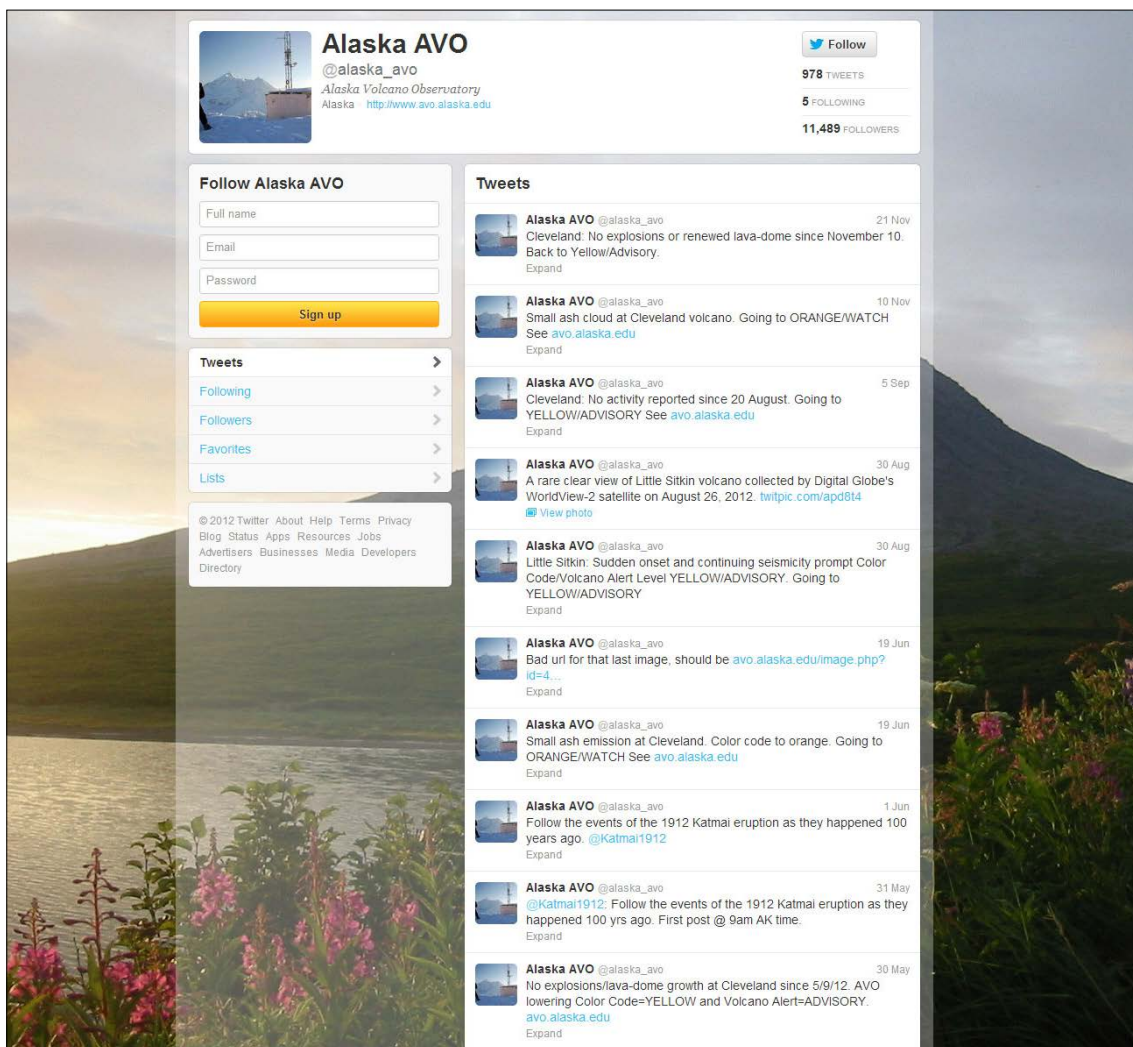 Alaska AVO
@alaska_avo
Alaska Volcano Observatory
Alaska · http://www.avo.alaska.edu
Follow
978 TWEETS
5 FOLLOWING
11,489 FOLLOWERS
Follow Alaska AVO
Full name
Email
Password
Sign up
Tweets
Following
Followers
Favorites
Lists
© 2012 Twitter About Help Terms Privacy
Blog Status Apps Resources Jobs
Advertisers Businesses Media Developers
Directory
Tweets
Alaska AVO @alaska_avo 21 Nov
Cleveland: No explosions or renewed lava-dome since November 10.
Back to Yellow/Advisory.
Expand
Alaska AVO @alaska_avo 10 Nov
Small ash cloud at Cleveland volcano. Going to ORANGE/WATCH
See avo.alaska.edu
Expand
Alaska AVO @alaska_avo 5 Sep
Cleveland: No activity reported since 20 August. Going to
YELLOW/ADVISORY See avo.alaska.edu
Expand
Alaska AVO @alaska_avo 30 Aug
A rare clear view of Little Sitkin volcano collected by Digital Globe's
WorldView-2 satellite on August 26, 2012. twitpic.com/apd8t4
View photo
Alaska AVO @alaska_avo 30 Aug
Little Sitkin: Sudden onset and continuing seismicity prompt Color
Code/Volcano Alert Level YELLOW/ADVISORY. Going to
YELLOW/ADVISORY
Expand
Alaska AVO @alaska_avo 19 Jun
Bad url for that last image, should be avo.alaska.edu/image.php?
id=4...
Expand
Alaska AVO @alaska_avo 19 Jun
Small ash emission at Cleveland. Color code to orange. Going to
ORANGE/WATCH See avo.alaska.edu
Expand
Alaska AVO @alaska_avo 1 Jun
Follow the events of the 1912 Katmai eruption as they happened 100
years ago. @Katmai1912
Expand
Alaska AVO @alaska_avo 31 May
@Katmai1912: Follow the events of the 1912 Katmai eruption as they
happened 100 yrs ago. First post @ 9am AK time.
Expand
Alaska AVO @alaska_avo 30 May
No explosions/lava-dome growth at Cleveland since 5/9/12. AVO
lowering Color Code=YELLOW and Volcano Alert=ADVISORY.
avo.alaska.edu
Expand